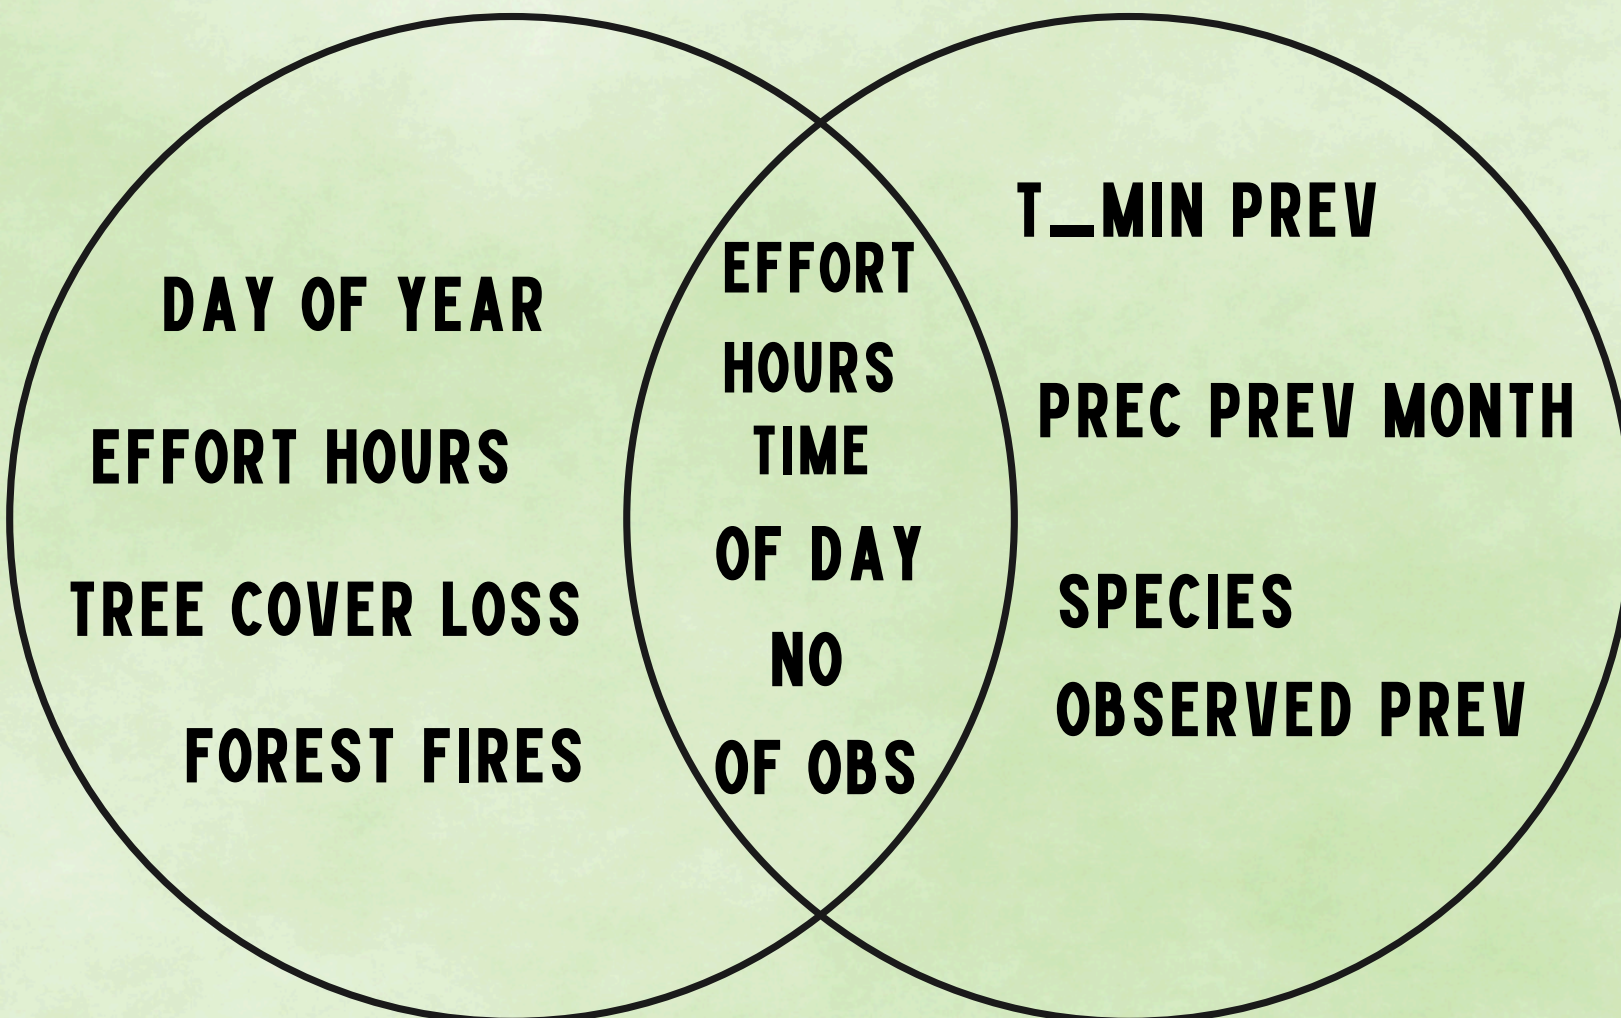 DAY OF YEAR
EFFORT HOURS
TREE COVER LOSS
FOREST FIRES
EFFORT
HOURS
TIME
OF DAY
NO
OF OBS
T_MIN PREV
PREC PREV MONTH
SPECIES
OBSERVED PREV